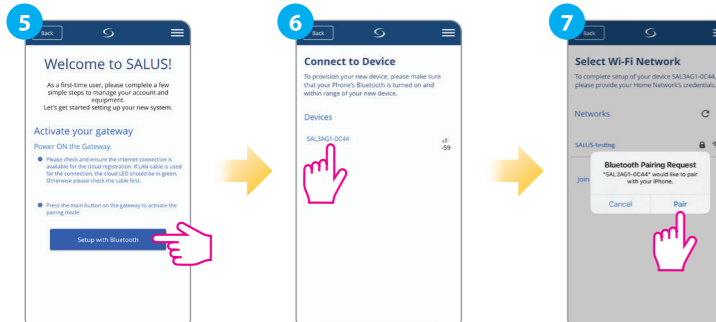 5
Back
Welcome to SALUS!
As a first-time user, please complete a few
simple steps to manage your account and
equipment.
Let's get started setting up your new system.
Activate your gateway
Power ON the Gateway.
Please check and ensure the internet connection is
available for the cloud registration. If LAN cable is used
for the connection, the cloud LED should be in green.
Otherwise please check the cable first.
Press the main button on the gateway to activate the
pairing mode
Setup with Bluetooth
6
Back
Connect to Device
To provision your new device, please make sure
that your Phone's Bluetooth is turned on and
within range of your new device.
Devices
SAL3AG1-0C44
-59
7
Back
Select Wi-Fi Network
To complete setup of your device SAL3AG1-0C44,
please provide your Home Network's credentials.
Networks
SALUS-testing
Join
Bluetooth Pairing Request
"SAL3AG1-0C44" would like to pair
with your iPhone.
Cancel
Pair